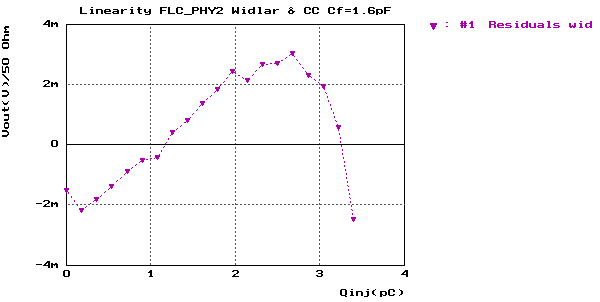 Linearity FLC_PHY2 Widlar & CC Cf=1.6pF
: #1 Residuals wid
Vout(V)/50 Ohm
4m
2m
0
-2m
-4m
0 1 2 3 4
Qinj(pC)